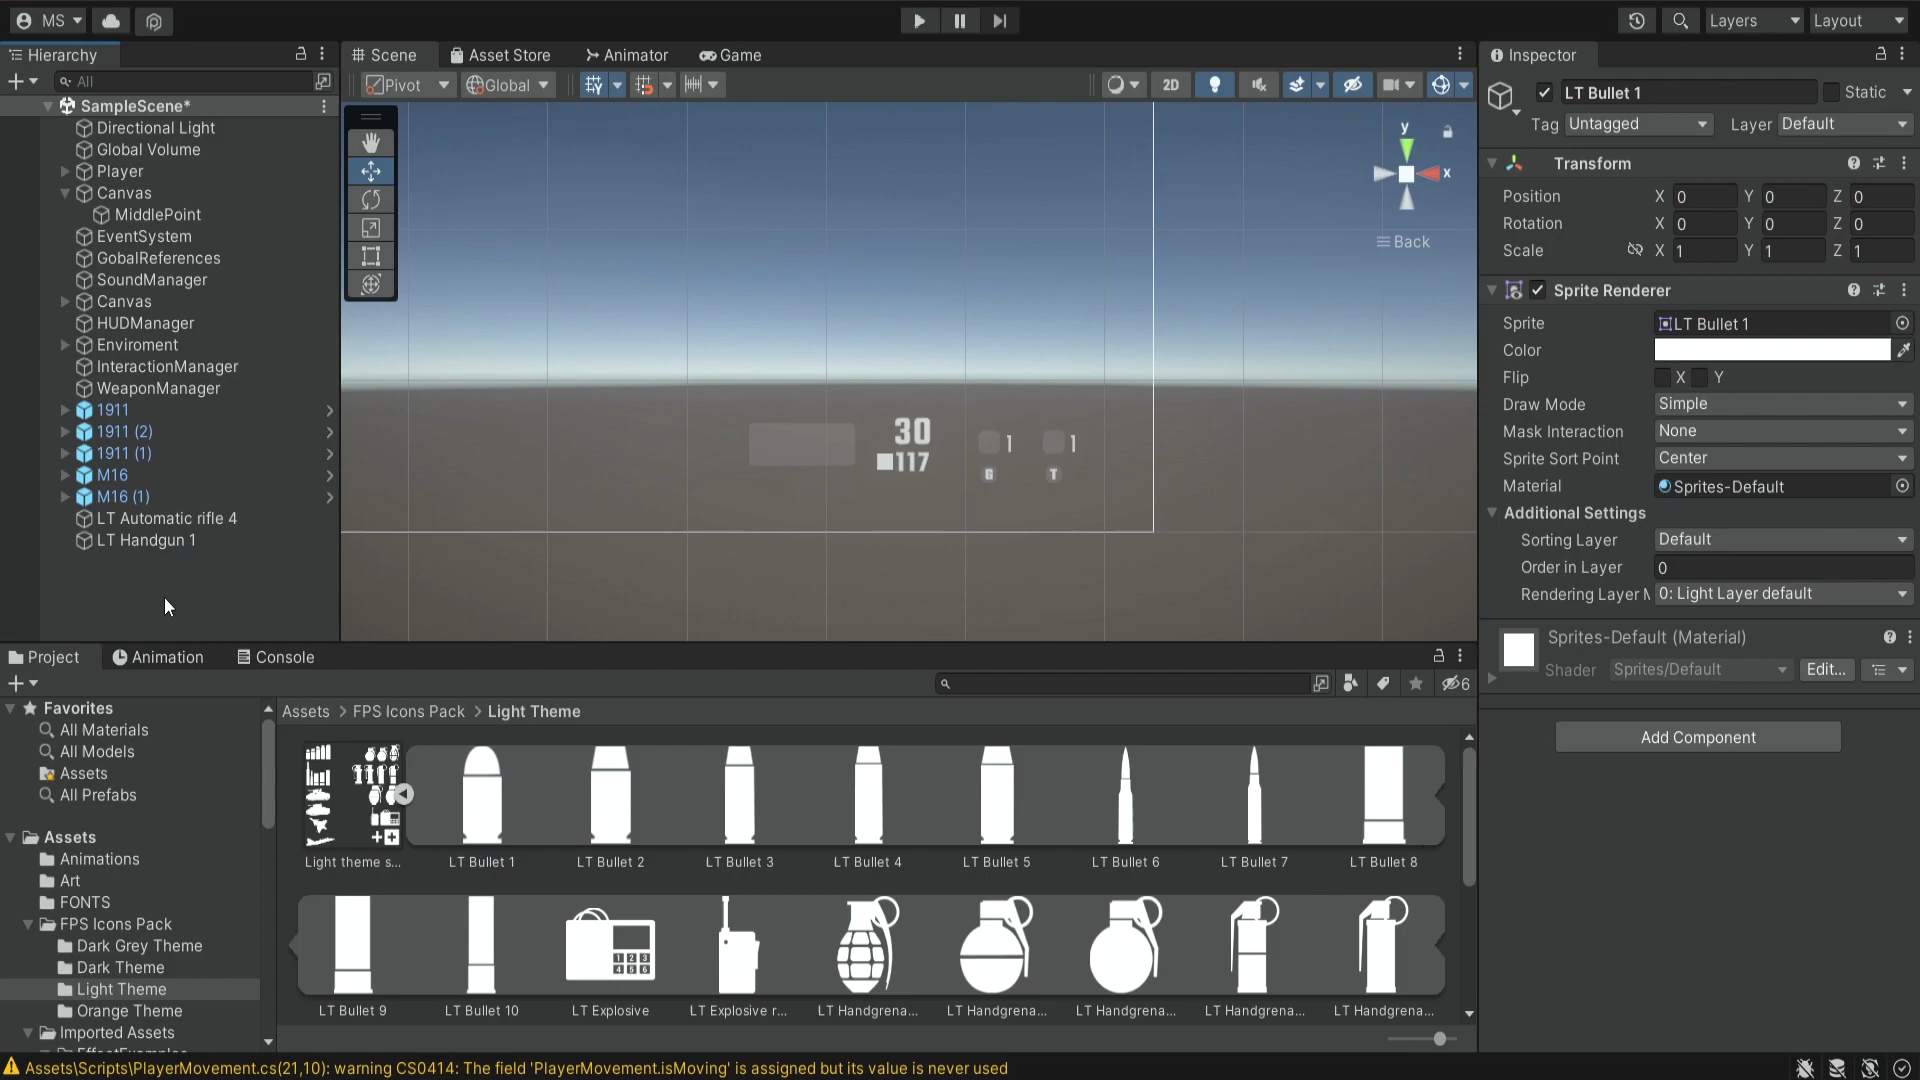 MS
Layers
Layout
Hierarchy
Scene
Asset Store
Animator
Game
Inspector
All
Pivot
Global
2D
LT Bullet 1
Static
Tag
Untagged
Layer
Default
SampleScene*
Directional Light
Global Volume
Player
Canvas
MiddlePoint
EventSystem
GobalReferences
SoundManager
Canvas
HUDManager
Enviroment
InteractionManager
WeaponManager
1911
1911 (2)
1911 (1)
M16
M16 (1)
LT Automatic rifle 4
LT Handgun 1
y
x
Back
30
117
1
1
G
T
Transform
Position X 0 Y 0 Z 0
Rotation X 0 Y 0 Z 0
Scale X 1 Y 1 Z 1
Sprite Renderer
Sprite LT Bullet 1
Color
Flip X Y
Draw Mode Simple
Mask Interaction None
Sprite Sort Point Center
Material Sprites-Default
Additional Settings
Sorting Layer Default
Order in Layer 0
Rendering Layer M 0: Light Layer default
Sprites-Default (Material)
Shader Sprites/Default Edit...
Add Component
Project
Animation
Console
6
Favorites
All Materials
All Models
Assets
All Prefabs
Assets
Animations
Art
FONTS
FPS Icons Pack
Dark Grey Theme
Dark Theme
Light Theme
Orange Theme
Imported Assets
EffectExamples
Assets > FPS Icons Pack > Light Theme
Light theme s...
LT Bullet 1
LT Bullet 2
LT Bullet 3
LT Bullet 4
LT Bullet 5
LT Bullet 6
LT Bullet 7
LT Bullet 8
123
456
LT Bullet 9
LT Bullet 10
LT Explosive
LT Explosive r...
LT Handgrena...
LT Handgrena...
LT Handgrena...
LT Handgrena...
LT Handgrena...
Assets\Scripts\PlayerMovement.cs(21,10): warning CS0414: The field 'PlayerMovement.isMoving' is assigned but its value is never used